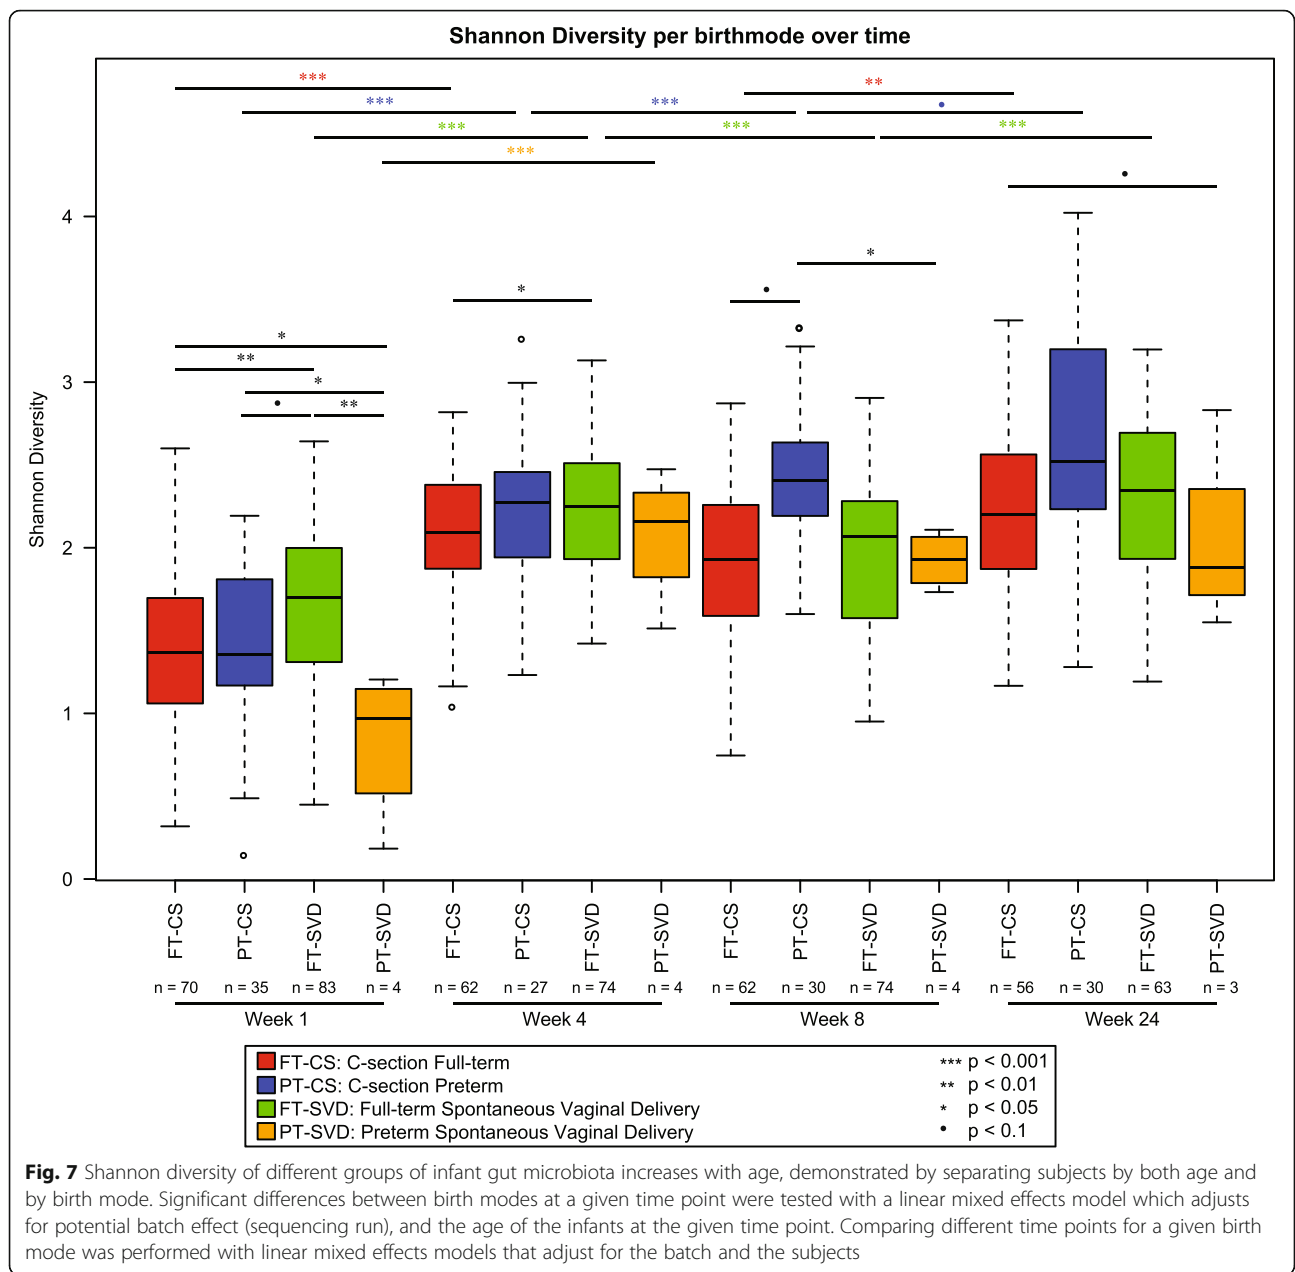 Shannon Diversity per birthmode over time
***
**
***
***
•
***
***
***
***
•
*
*
•
*
**
*
•
**
Shannon Diversity
4
3
2
1
0
FT-CS PT-CS FT-SVD PT-SVD FT-CS PT-CS FT-SVD PT-SVD FT-CS PT-CS FT-SVD PT-SVD FT-CS PT-CS FT-SVD PT-SVD
n = 70 n = 35 n = 83 n = 4 n = 62 n = 27 n = 74 n = 4 n = 62 n = 30 n = 74 n = 4 n = 56 n = 30 n = 63 n = 3
Week 1 Week 4 Week 8 Week 24
FT-CS: C-section Full-term *** p < 0.001
PT-CS: C-section Preterm ** p < 0.01
FT-SVD: Full-term Spontaneous Vaginal Delivery * p < 0.05
PT-SVD: Preterm Spontaneous Vaginal Delivery • p < 0.1
Fig. 7 Shannon diversity of different groups of infant gut microbiota increases with age, demonstrated by separating subjects by both age and
by birth mode. Significant differences between birth modes at a given time point were tested with a linear mixed effects model which adjusts
for potential batch effect (sequencing run), and the age of the infants at the given time point. Comparing different time points for a given birth
mode was performed with linear mixed effects models that adjust for the batch and the subjects